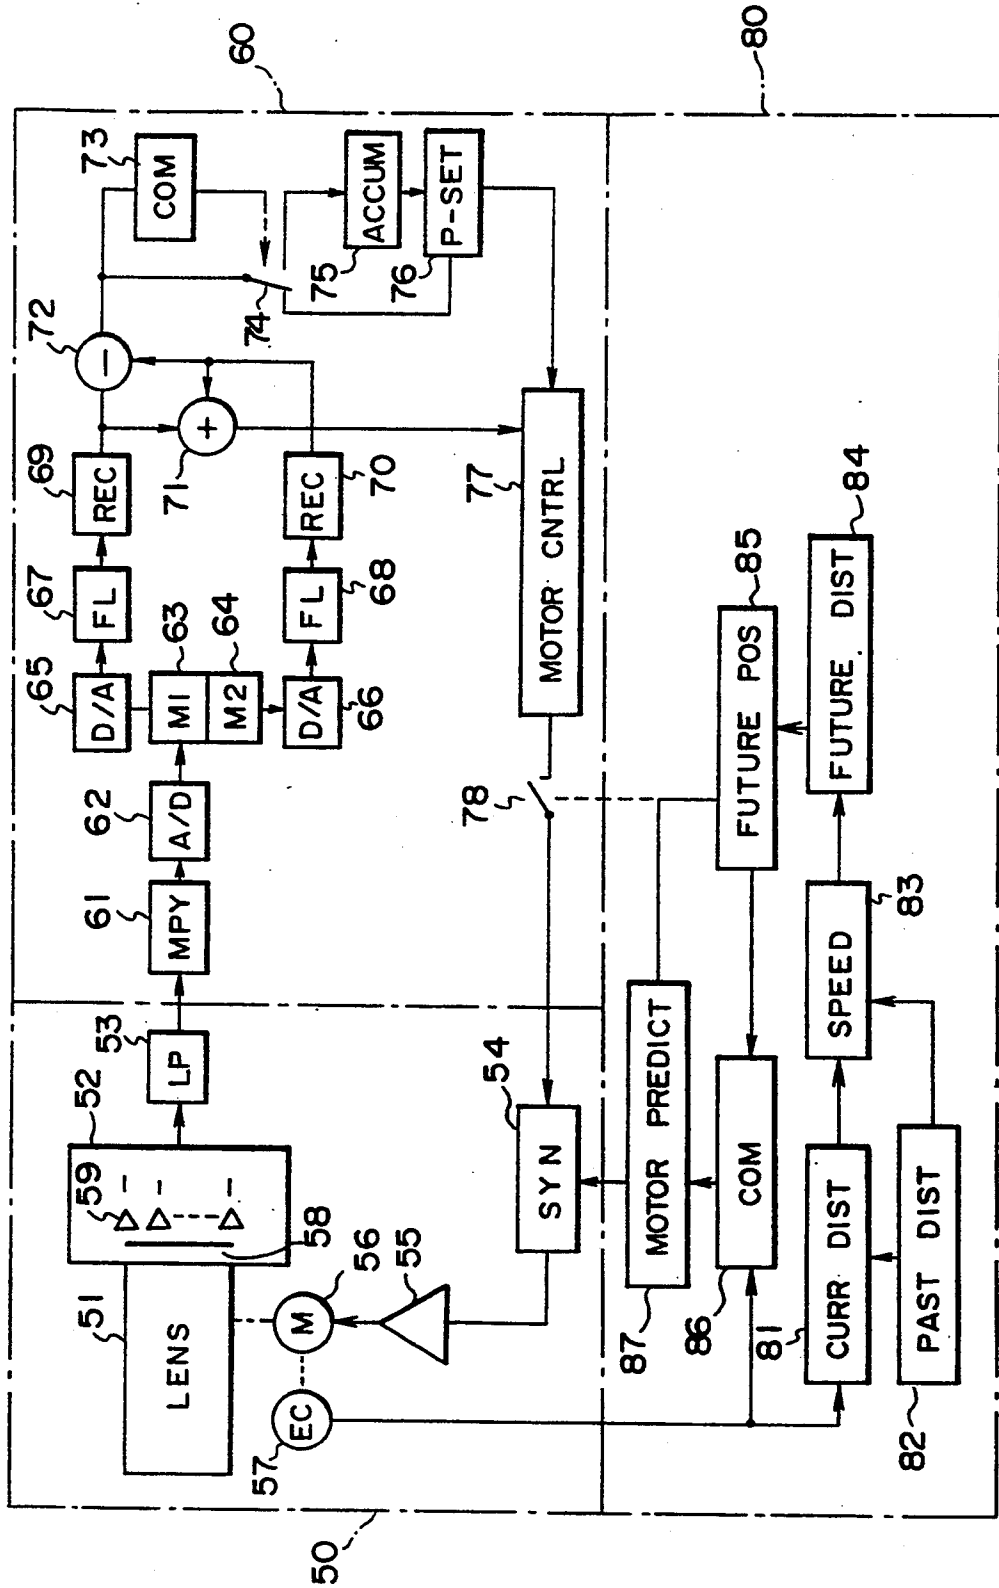 50
60
80
51
LENS
52
59
58
53
LP
61
MPY
62
A/D
63
M1
64
M2
65
D/A
66
D/A
67
FL
68
FL
69
REC
70
REC
71
+
72
−
73
COM
74
75
ACCUM
76
P-SET
77
MOTOR CNTRL
78
54
SYN
55
56
M
57
EC
87
MOTOR PREDICT
86
COM
85
FUTURE POS
84
FUTURE DIST
83
SPEED
81
CURR DIST
82
PAST DIST